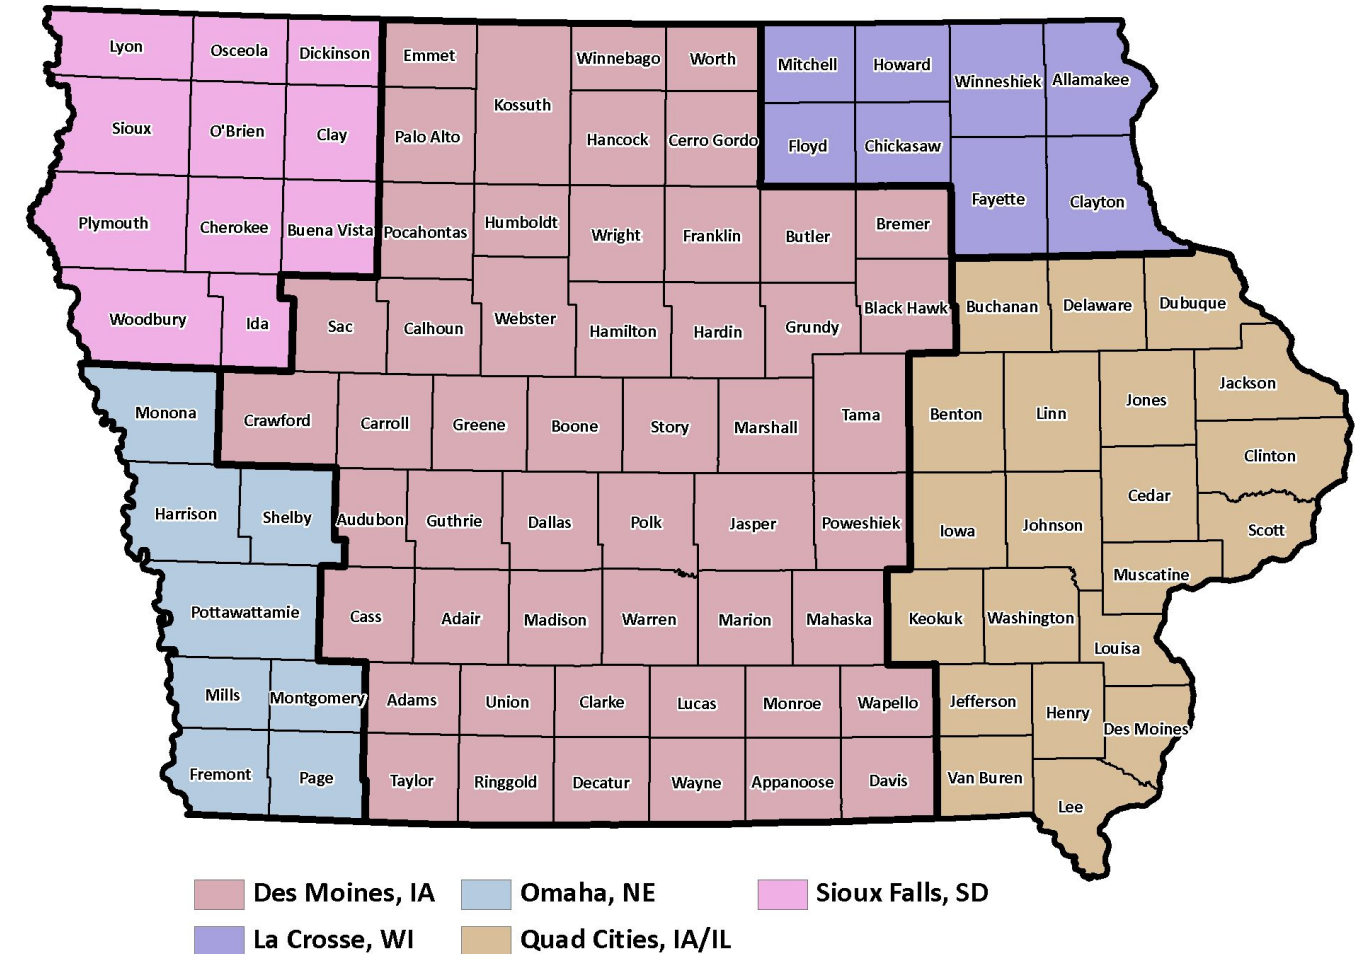 Lyon Osceola Dickinson Emmet Kossuth Winnebago Worth Mitchell Howard Winneshiek Allamakee
Sioux O'Brien Clay Palo Alto Hancock Cerro Gordo Floyd Chickasaw
Plymouth Cherokee Buena Vista Pocahontas Humboldt Wright Franklin Butler Bremer Fayette Clayton
Woodbury Ida Sac Calhoun Webster Hamilton Hardin Grundy Black Hawk Buchanan Delaware Dubuque
Monona Crawford Carroll Greene Boone Story Marshall Tama Benton Linn Jones Jackson
Clinton
Harrison Shelby Audubon Guthrie Dallas Polk Jasper Poweshiek Iowa Johnson Cedar Scott
Muscatine
Pottawattamie Cass Adair Madison Warren Marion Mahaska Keokuk Washington Louisa
Mills Montgomery Adams Union Clarke Lucas Monroe Wapello Jefferson Henry Des Moines
Fremont Page Taylor Ringgold Decatur Wayne Appanoose Davis Van Buren Lee
Des Moines, IA Omaha, NE Sioux Falls, SD
La Crosse, WI Quad Cities, IA/IL